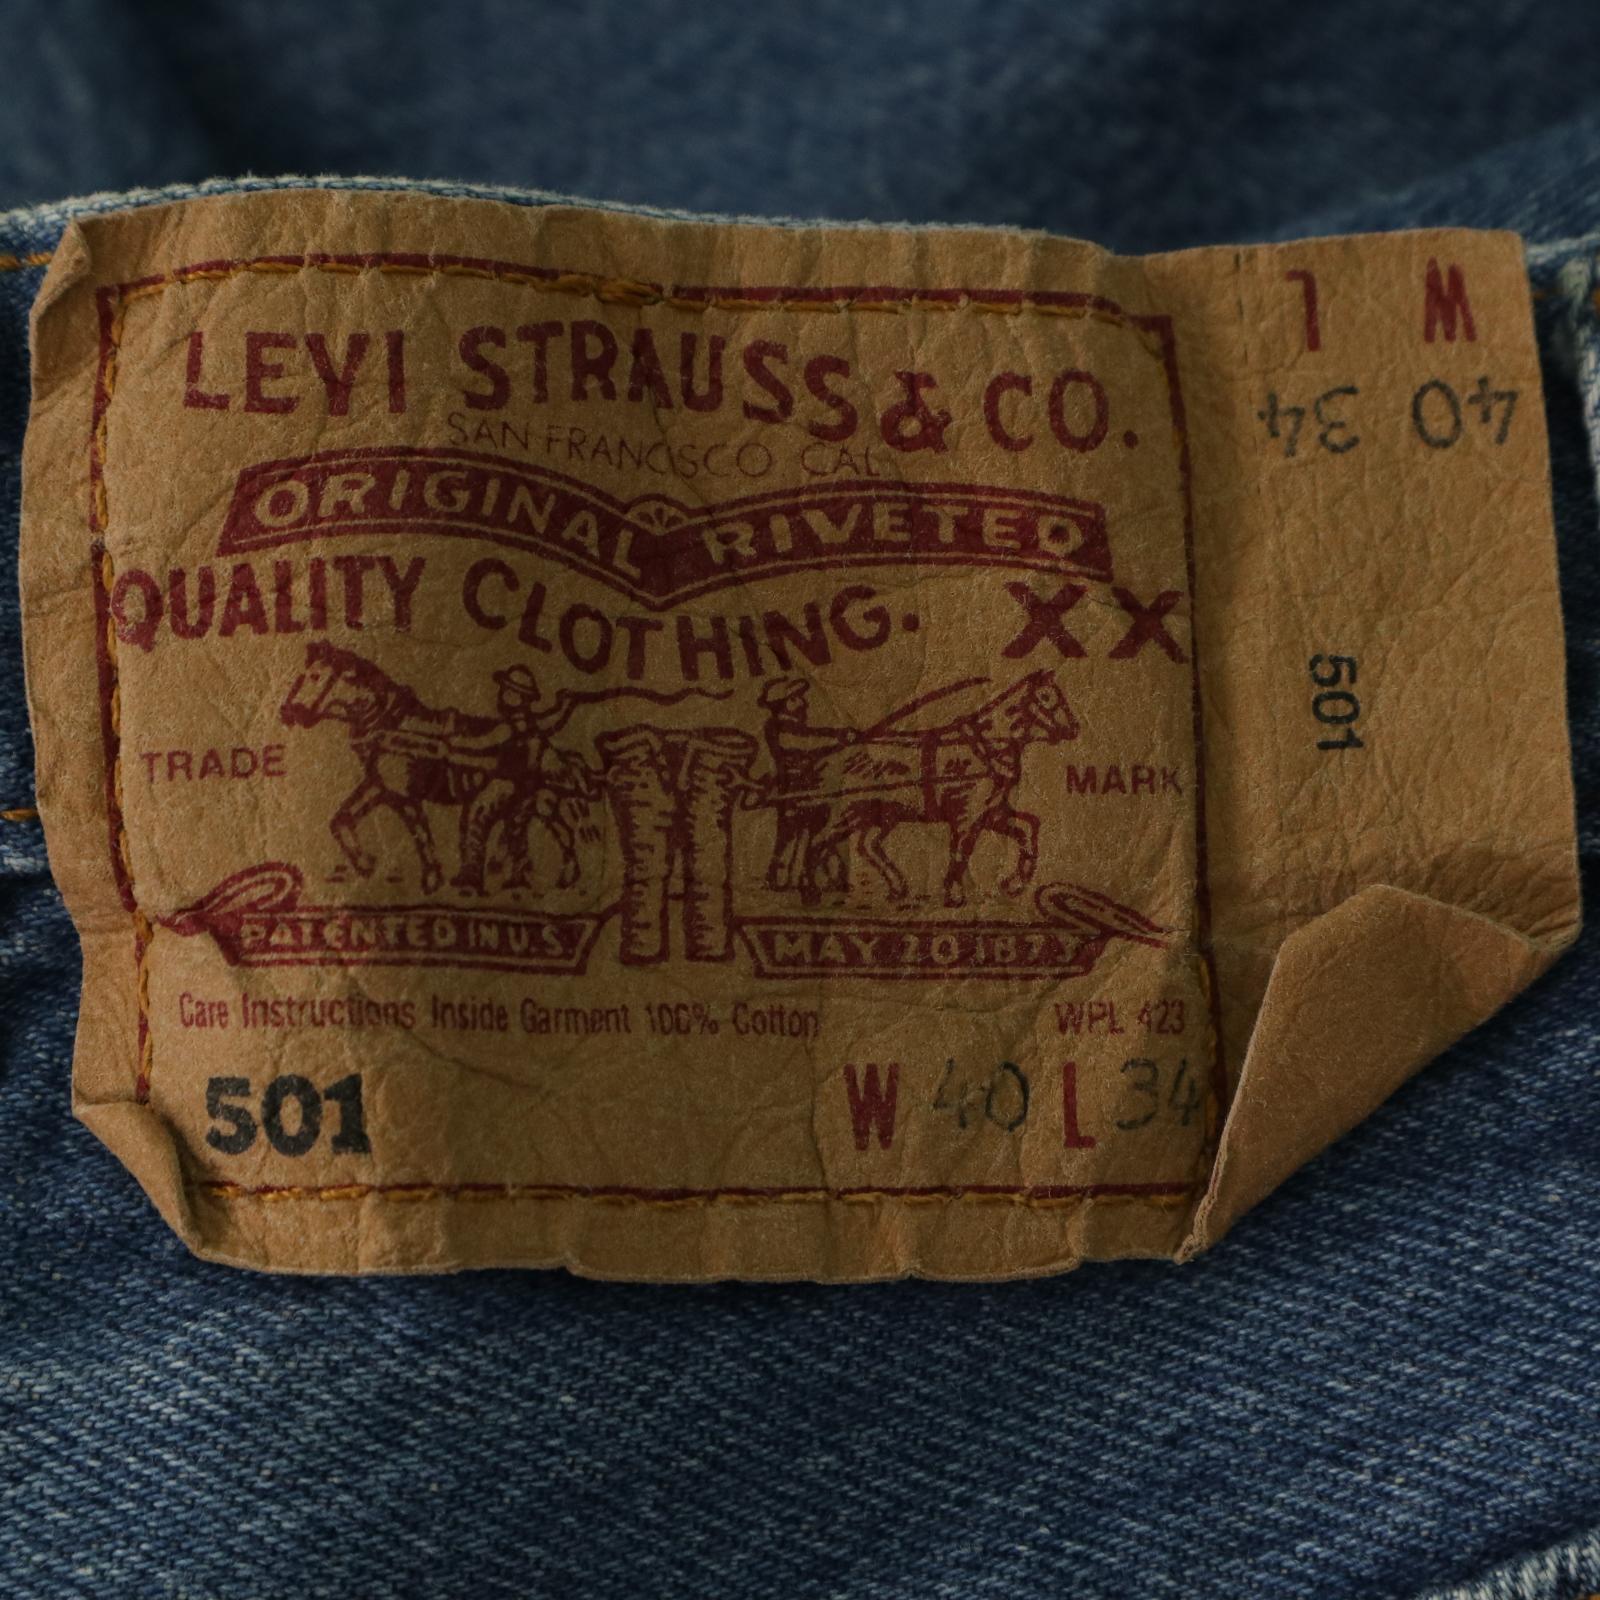 LEVI STRAUSS & CO.
SAN FRANCISCO CAL
ORIGINAL RIVETED
QUALITY CLOTHING. XX
TRADE MARK
PATENTED IN U.S.
MAY 20 1873
Care Instructions Inside Garment 100% Cotton WPL 423
501 W 40 L 34
W L
40 34
501